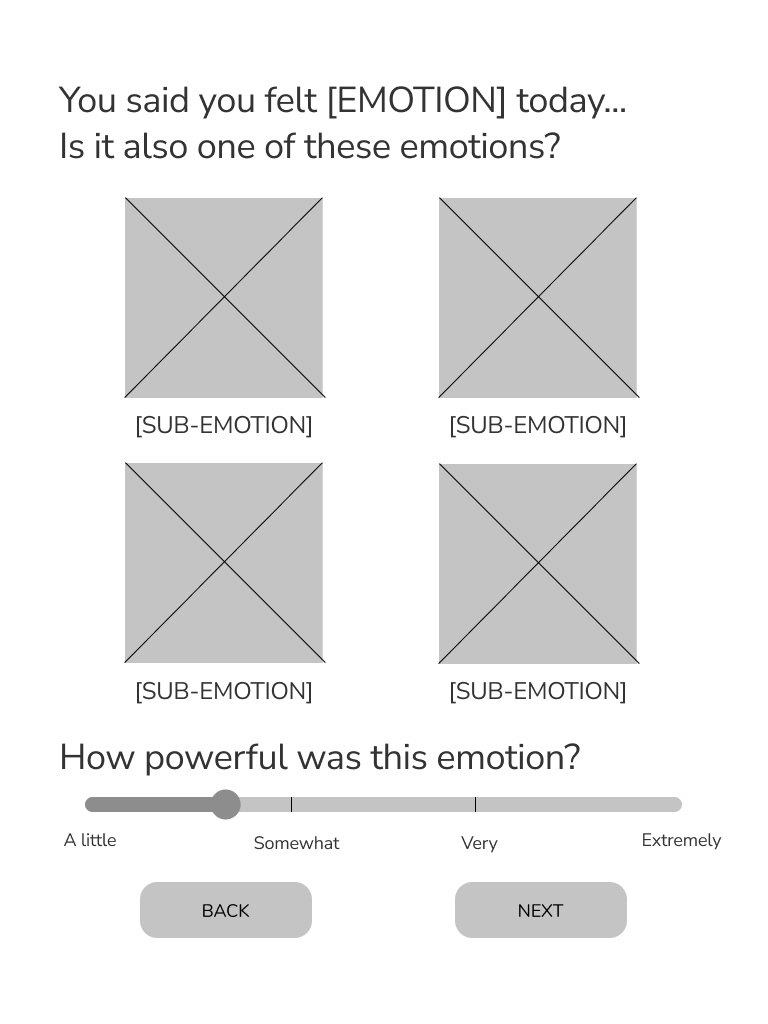 You said you felt [EMOTION] today...
Is it also one of these emotions?
[SUB-EMOTION]
[SUB-EMOTION]
[SUB-EMOTION]
[SUB-EMOTION]
How powerful was this emotion?
A little
Somewhat
Very
Extremely
BACK
NEXT